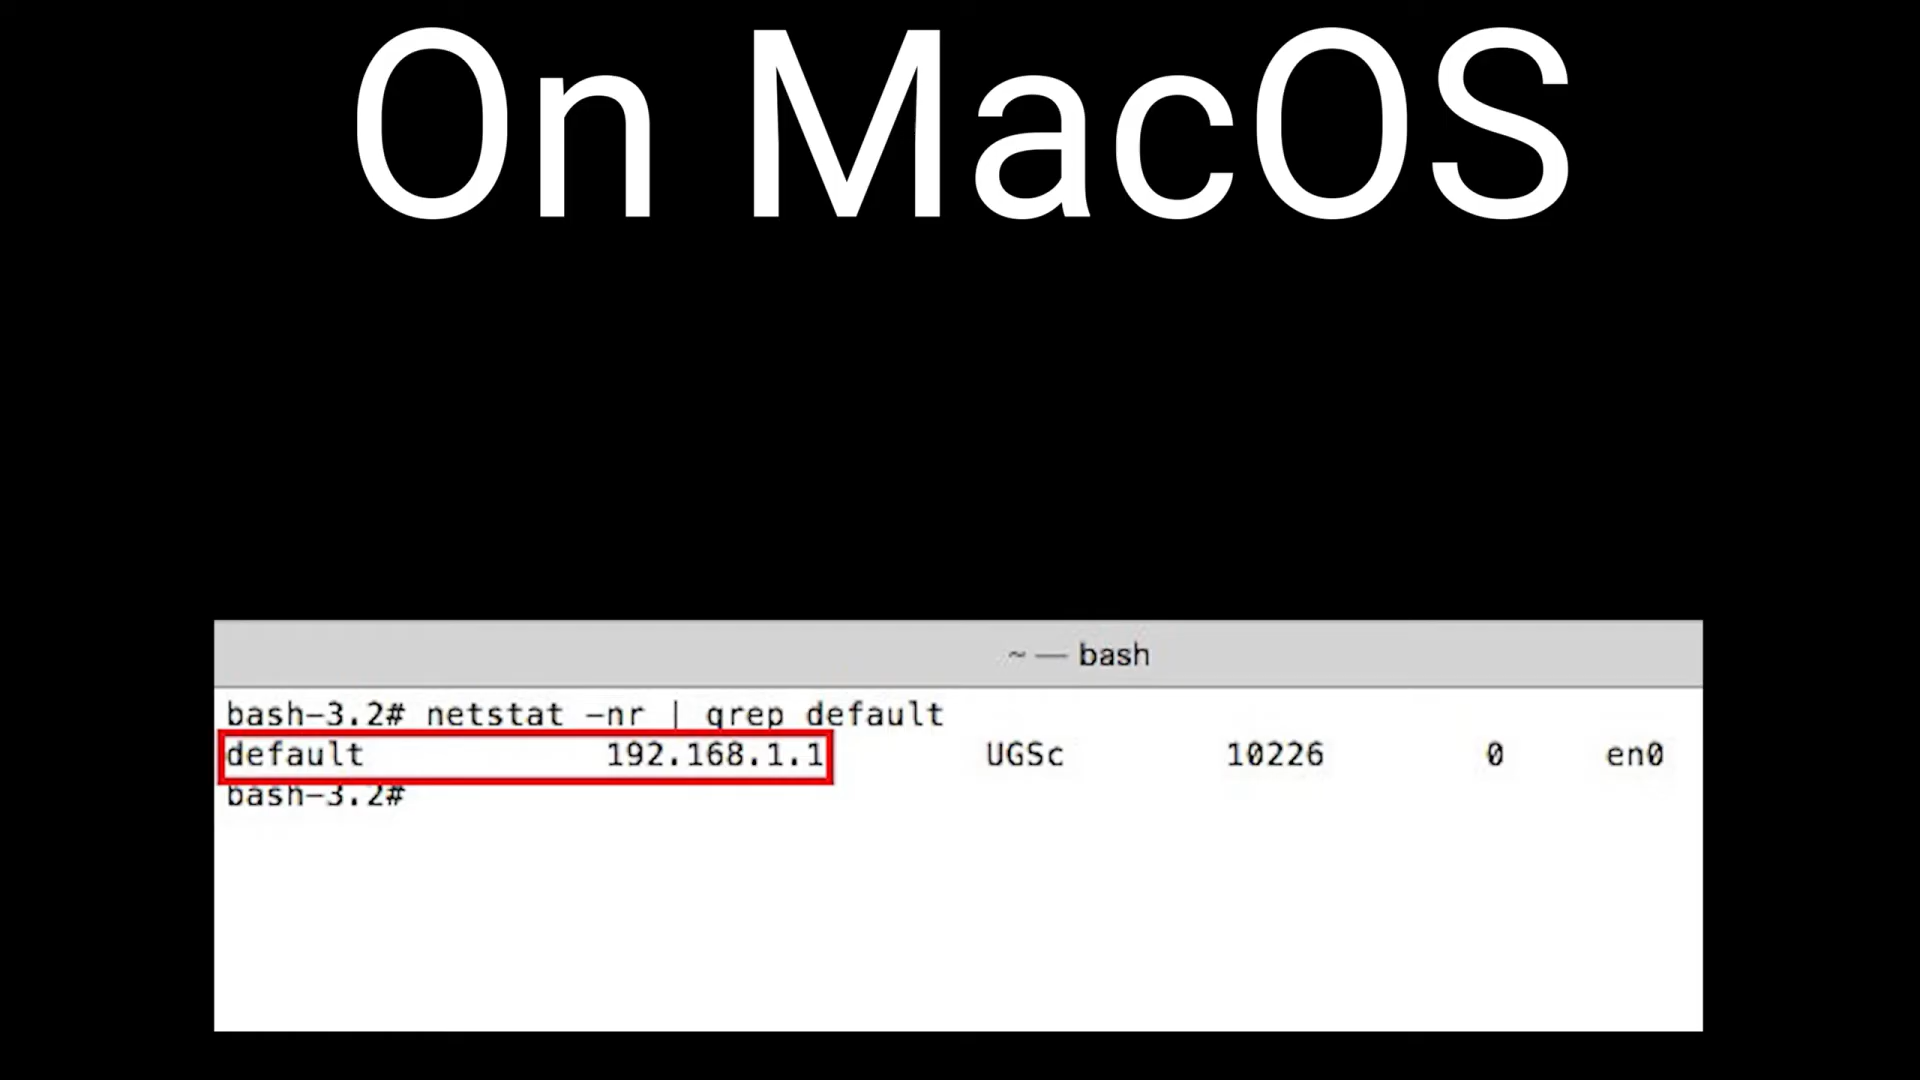 On MacOS
~ — bash
bash-3.2# netstat -nr | grep default
default 192.168.1.1 UGSc 10226 0 en0
bash-3.2#